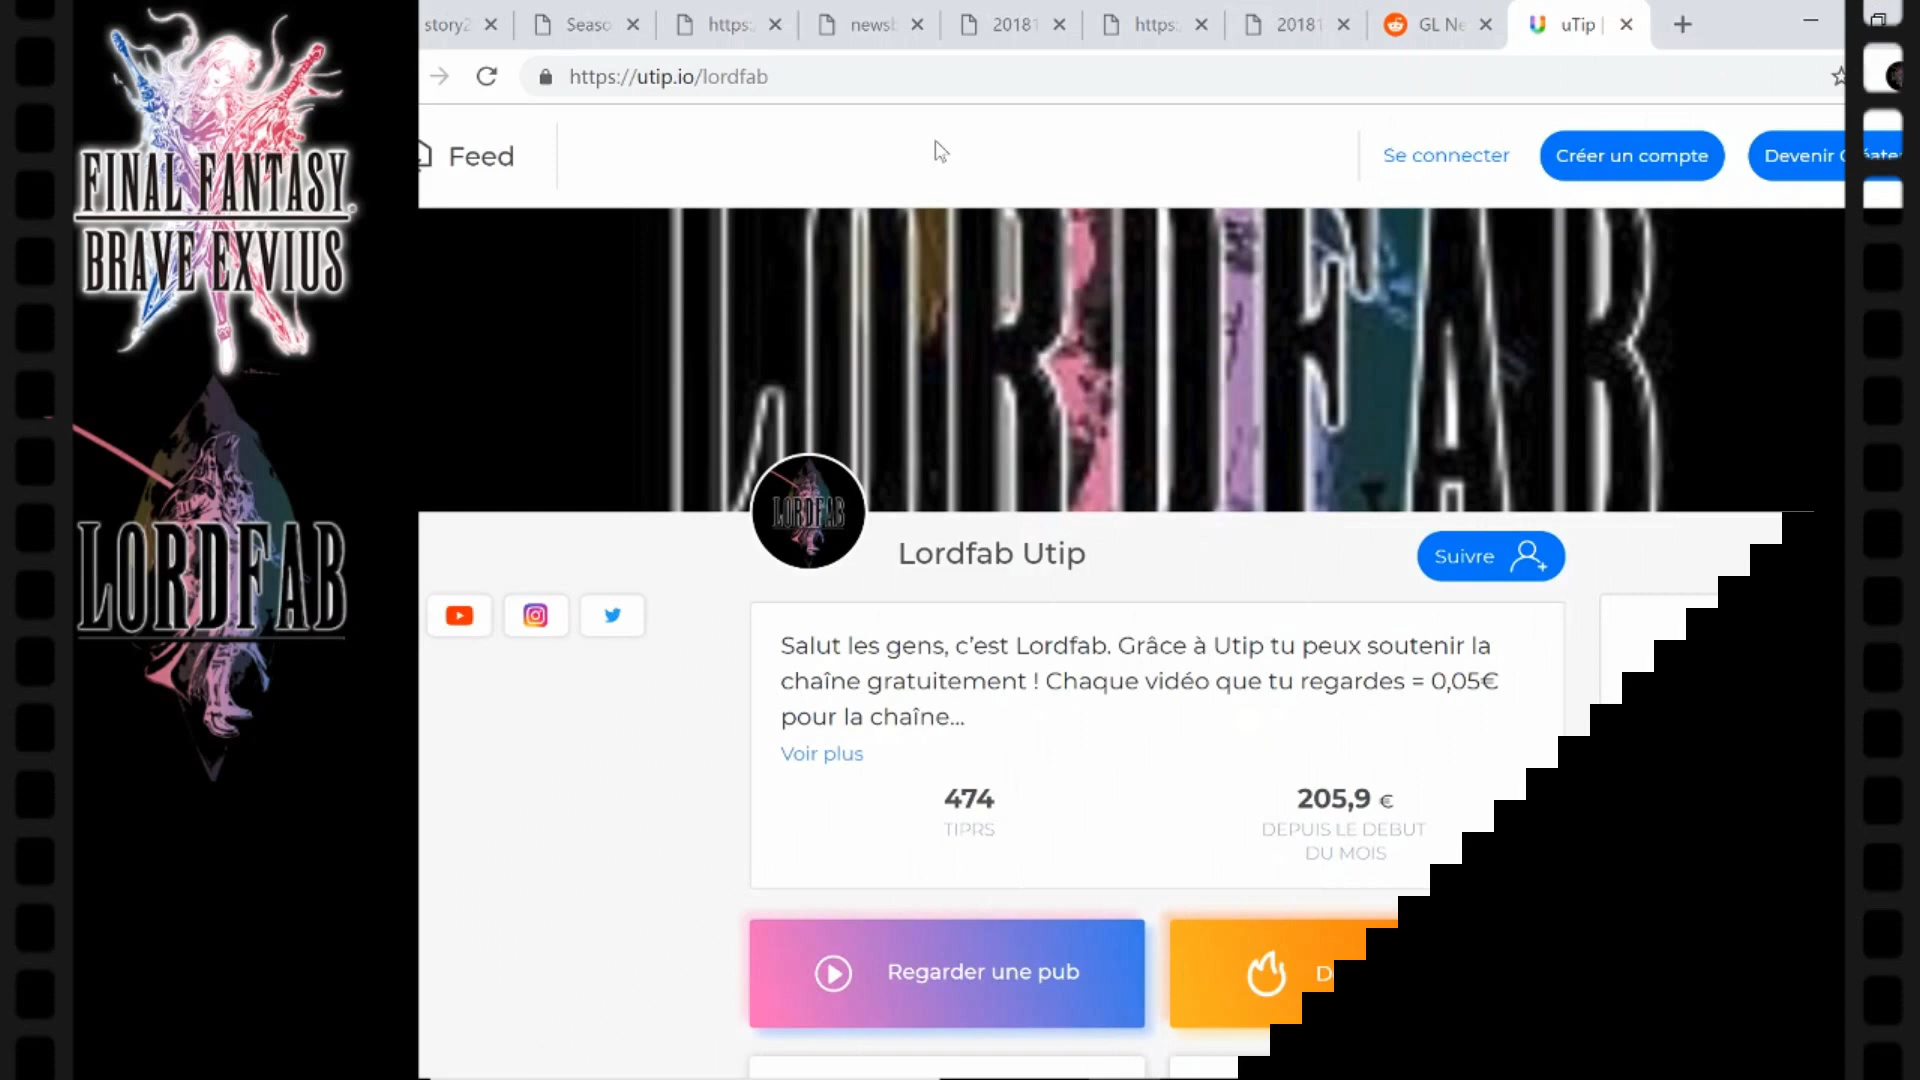 FINAL FANTASY
BRAVE EXVIUS
LORDFAB
story2
Seaso
https:
newsl
20181
https:
20181
GL Ne
uTip |
https://utip.io/lordfab
Feed
Se connecter
Créer un compte
Devenir
LORDFAB
LORDFAB
Lordfab Utip
Suivre
Salut les gens, c’est Lordfab. Grâce à Utip tu peux soutenir la
chaîne gratuitement ! Chaque vidéo que tu regardes = 0,05€
pour la chaîne...
Voir plus
474
TIPRS
205,9 €
DEPUIS LE DEBUT
DU MOIS
Regarder une pub
D